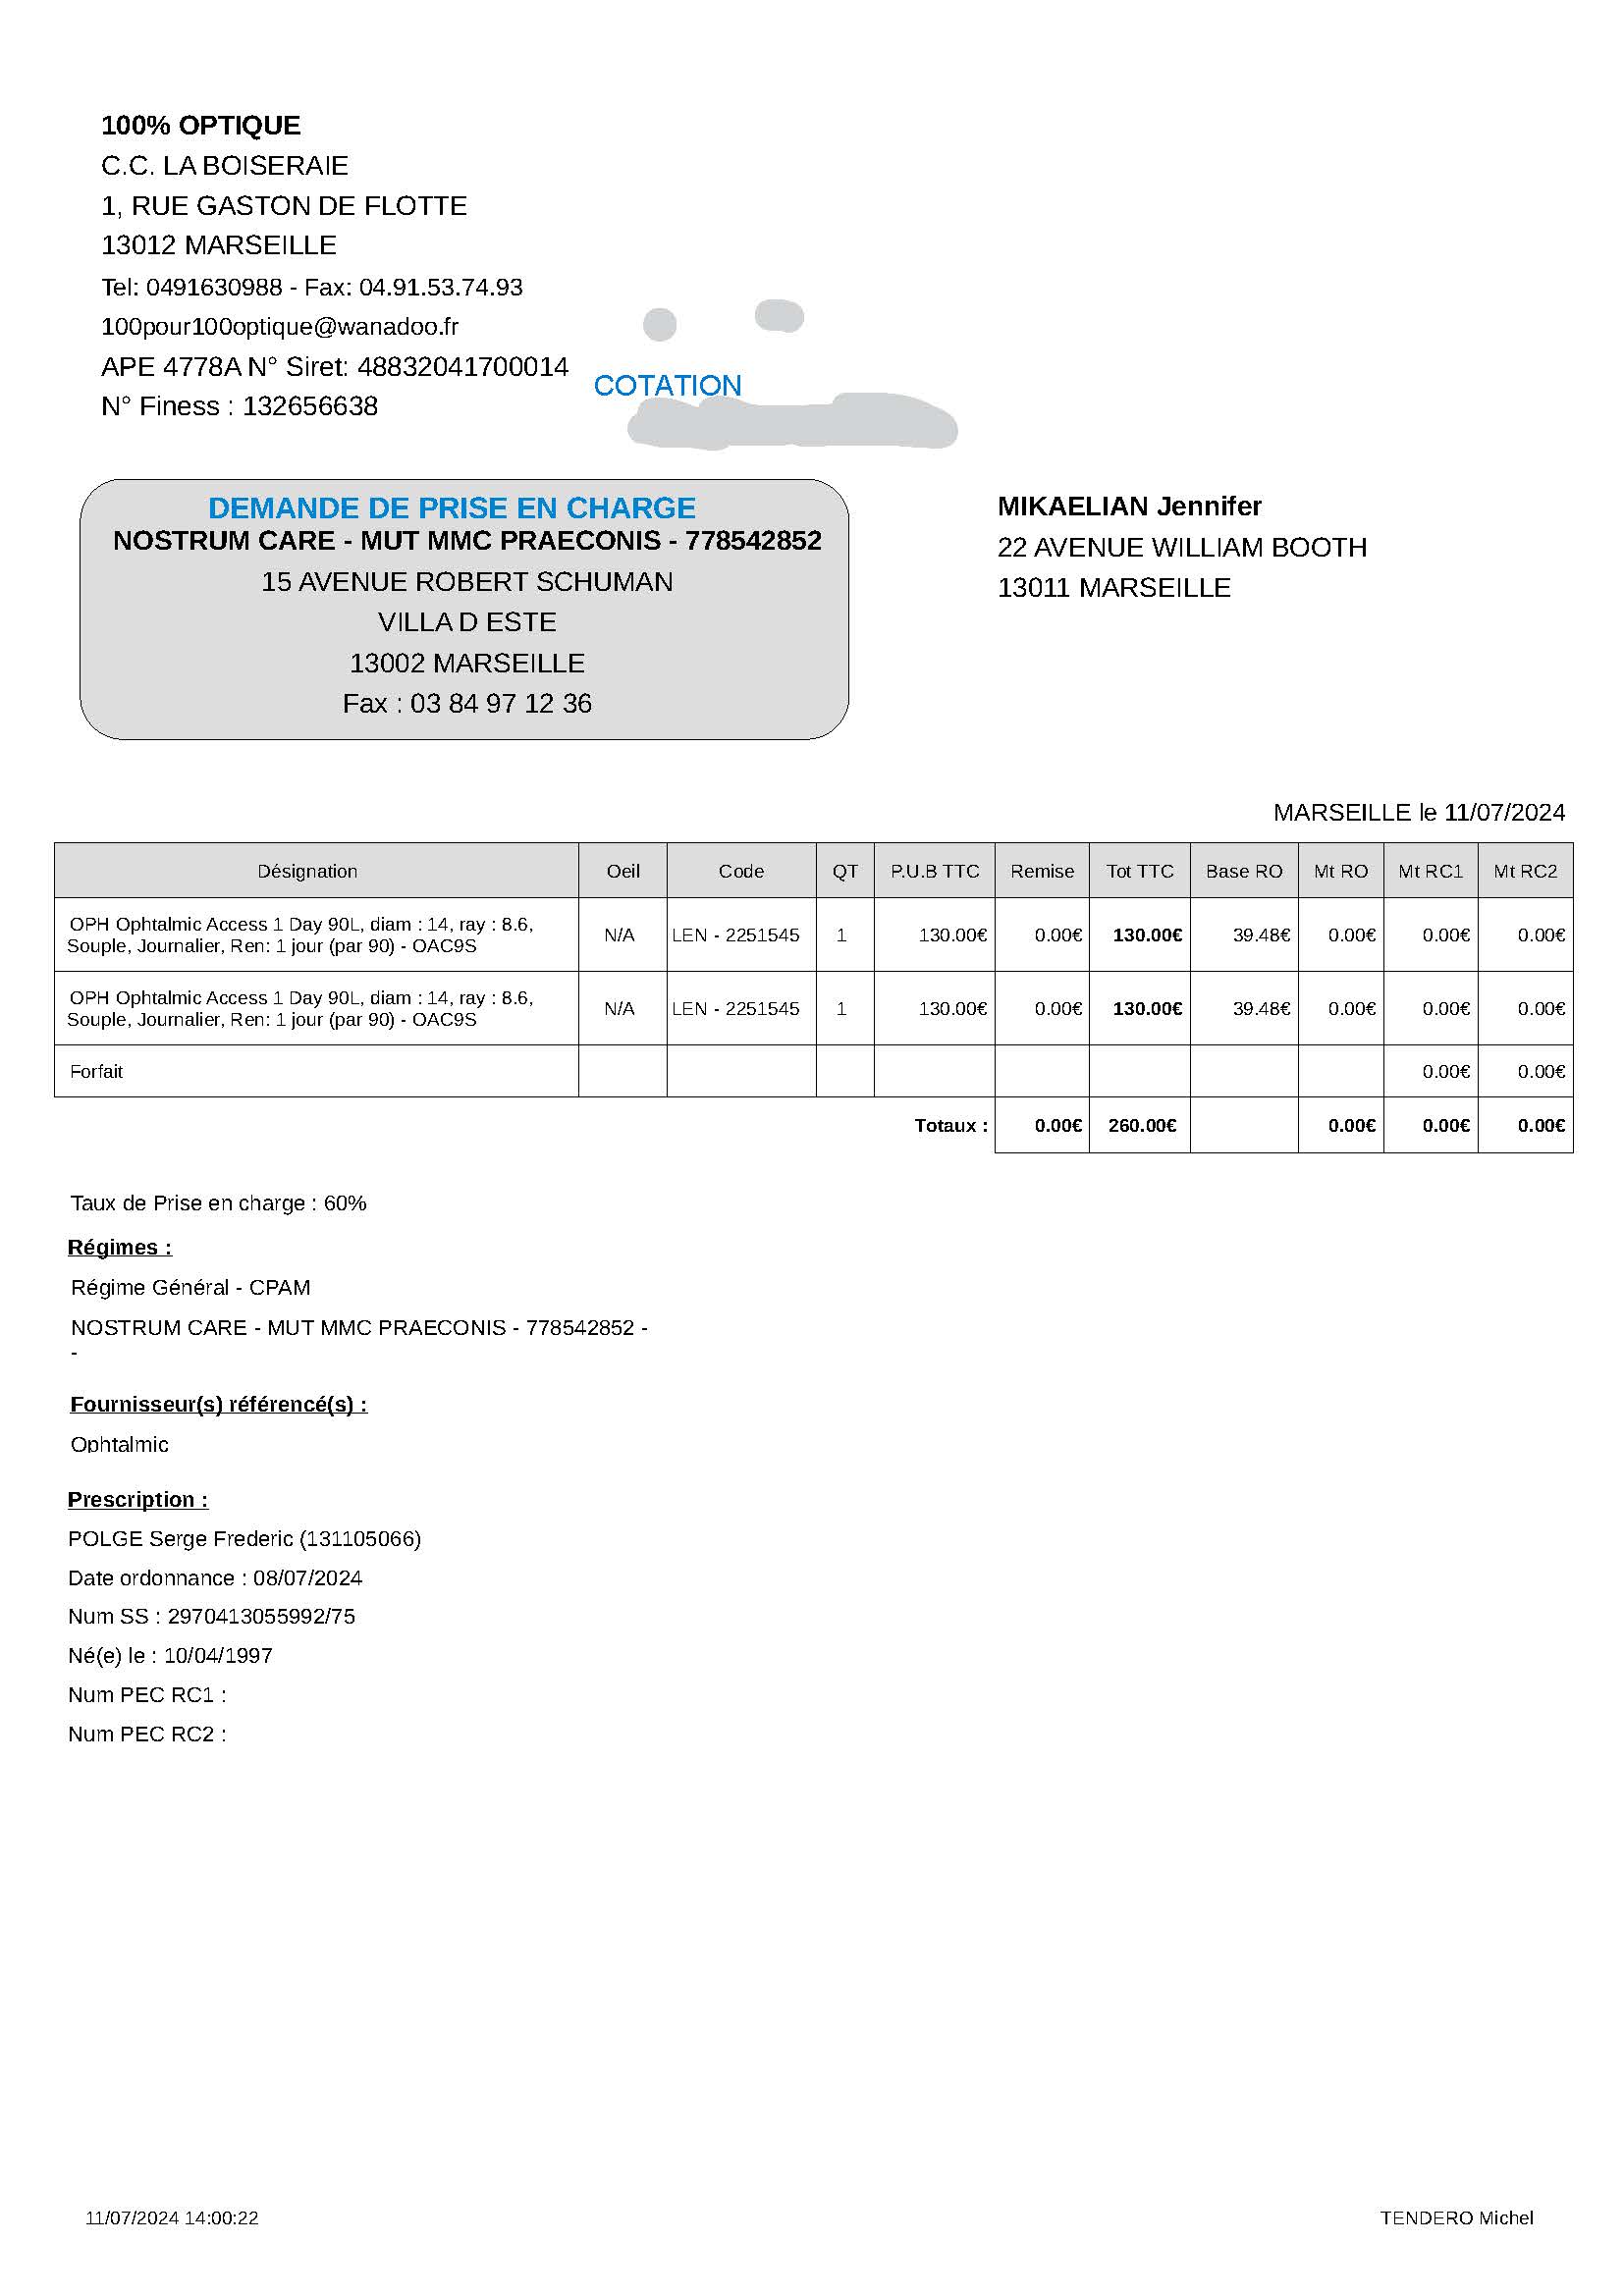 100% OPTIQUE
C.C. LA BOISERAIE
1, RUE GASTON DE FLOTTE
13012 MARSEILLE
Tel: 0491630988 - Fax: 04.91.53.74.93
100pour100optique@wanadoo.fr
APE 4778A N° Siret: 48832041700014
N° Finess : 132656638
COTATION
DEMANDE DE PRISE EN CHARGE
NOSTRUM CARE - MUT MMC PRAECONIS - 778542852
15 AVENUE ROBERT SCHUMAN
VILLA D ESTE
13002 MARSEILLE
Fax : 03 84 97 12 36
MIKAELIAN Jennifer
22 AVENUE WILLIAM BOOTH
13011 MARSEILLE
MARSEILLE le 11/07/2024
Désignation Oeil Code QT P.U.B TTC Remise Tot TTC Base RO Mt RO Mt RC1 Mt RC2
OPH Ophtalmic Access 1 Day 90L, diam : 14, ray : 8.6,
Souple, Journalier, Ren: 1 jour (par 90) - OAC9S
N/A LEN - 2251545 1 130.00€ 0.00€ 130.00€ 39.48€ 0.00€ 0.00€ 0.00€
OPH Ophtalmic Access 1 Day 90L, diam : 14, ray : 8.6,
Souple, Journalier, Ren: 1 jour (par 90) - OAC9S
N/A LEN - 2251545 1 130.00€ 0.00€ 130.00€ 39.48€ 0.00€ 0.00€ 0.00€
Forfait 0.00€ 0.00€
Totaux : 0.00€ 260.00€ 0.00€ 0.00€ 0.00€
Taux de Prise en charge : 60%
Régimes :
Régime Général - CPAM
NOSTRUM CARE - MUT MMC PRAECONIS - 778542852 -
-
Fournisseur(s) référencé(s) :
Ophtalmic
Prescription :
POLGE Serge Frederic (131105066)
Date ordonnance : 08/07/2024
Num SS : 2970413055992/75
Né(e) le : 10/04/1997
Num PEC RC1 :
Num PEC RC2 :
11/07/2024 14:00:22
TENDERO Michel